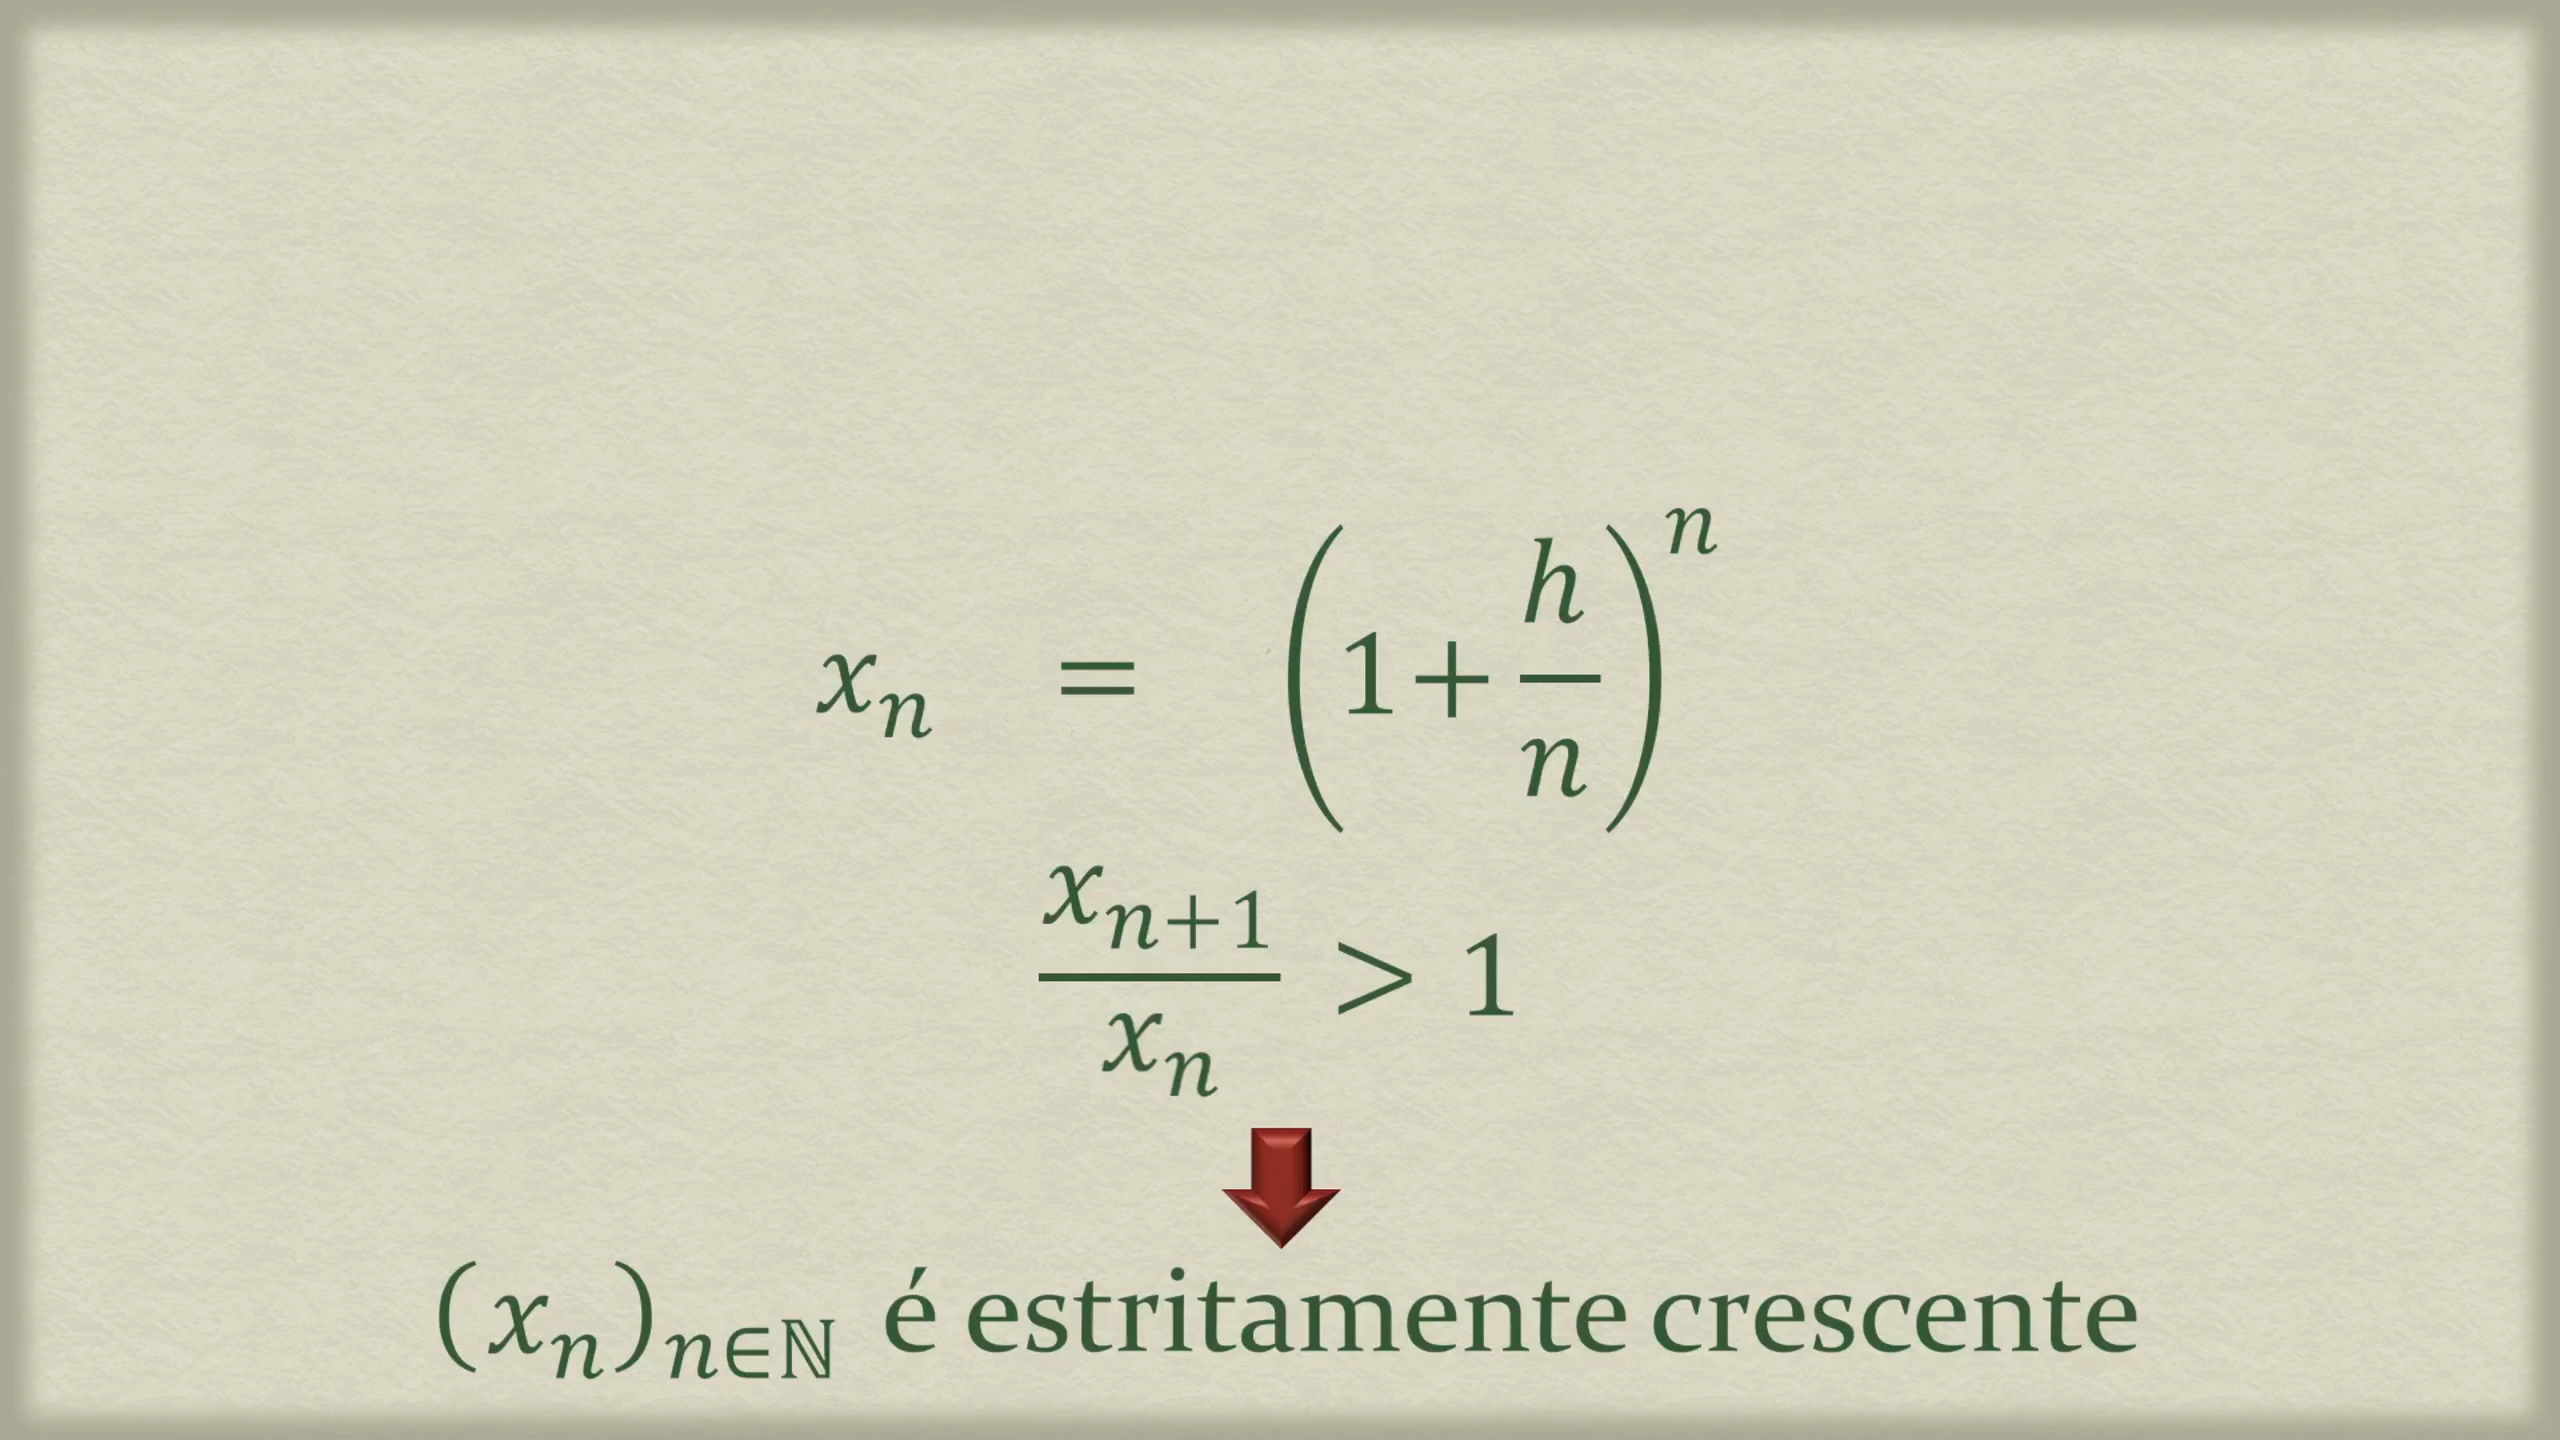 xₙ = (1 + h/n)ⁿ
xₙ₊₁/xₙ > 1
(xₙ)ₙ∈ℕ é estritamente crescente